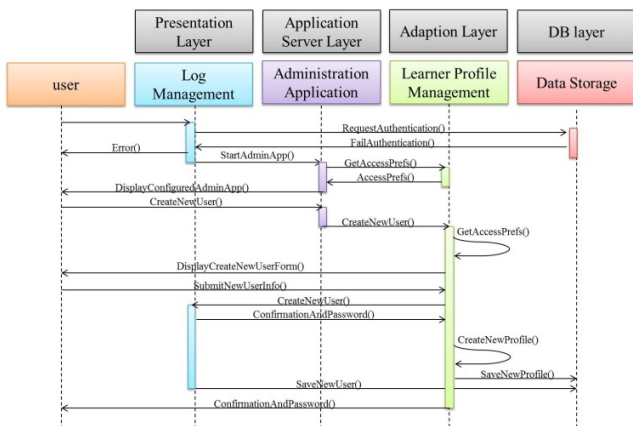 Presentation
Layer
Application
Server Layer
Adaption Layer
DB layer
user
Log
Management
Administration
Application
Learner Profile
Management
Data Storage
RequestAuthentication()
FailAuthentication()
Error()
StartAdminApp()
GetAccessPrefs()
AccessPrefs()
DisplayConfiguredAdminApp()
CreateNewUser()
CreateNewUser()
GetAccessPrefs()
DisplayCreateNewUserForm()
SubmitNewUserInfo()
CreateNewUser()
ConfirmationAndPassword()
CreateNewProfile()
SaveNewProfile()
SaveNewUser()
ConfirmationAndPassword()